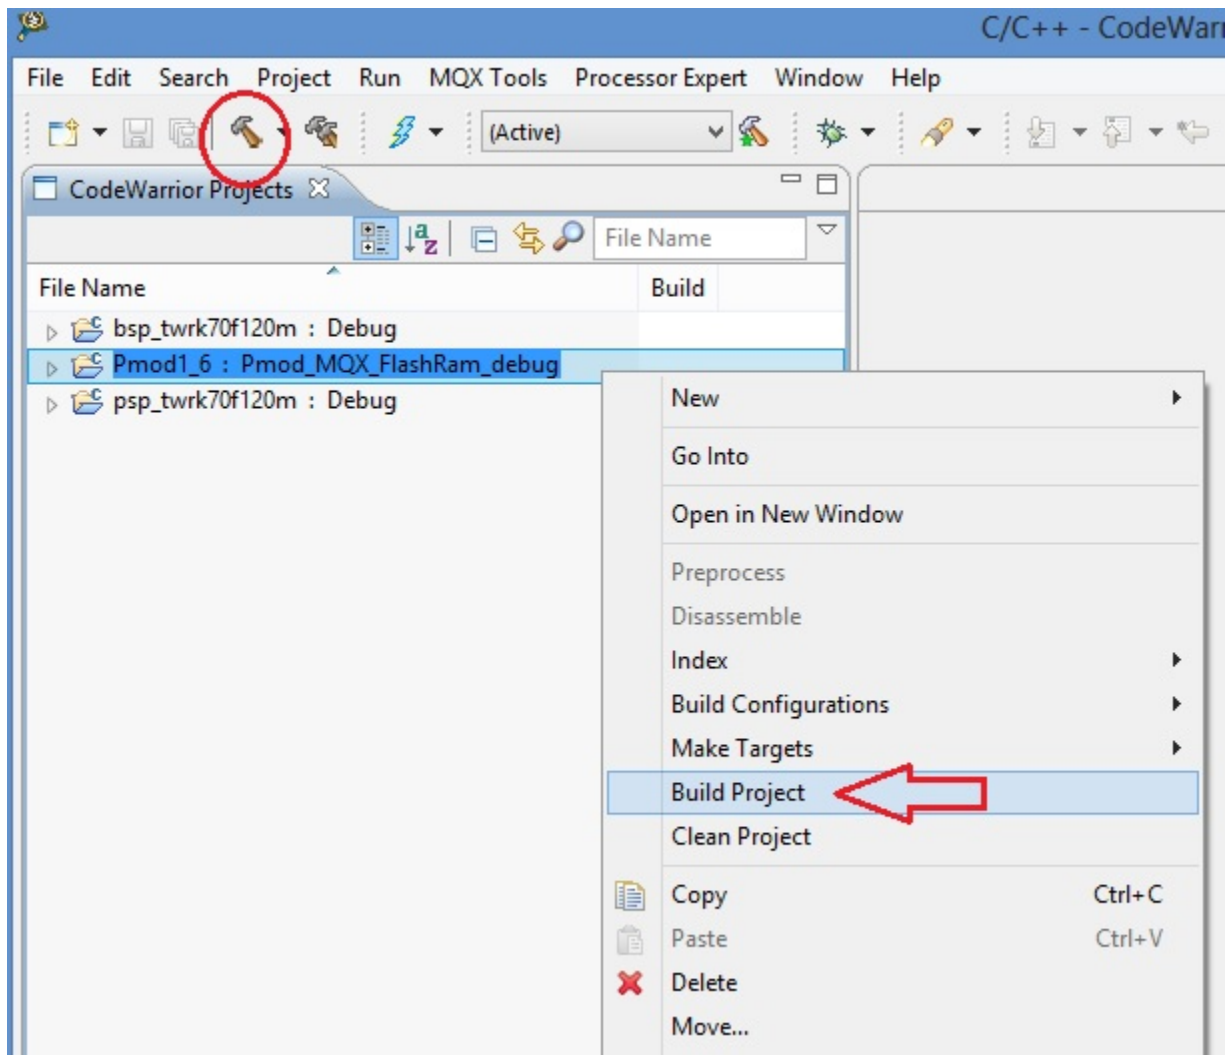 C/C++ - CodeWarr
File Edit Search Project Run MQX Tools Processor Expert Window Help
(Active)
CodeWarrior Projects
File Name
File Name Build
bsp_twrk70f120m : Debug
Pmod1_6 : Pmod_MQX_FlashRam_debug
psp_twrk70f120m : Debug
New
Go Into
Open in New Window
Preprocess
Disassemble
Index
Build Configurations
Make Targets
Build Project
Clean Project
Copy Ctrl+C
Paste Ctrl+V
Delete
Move...